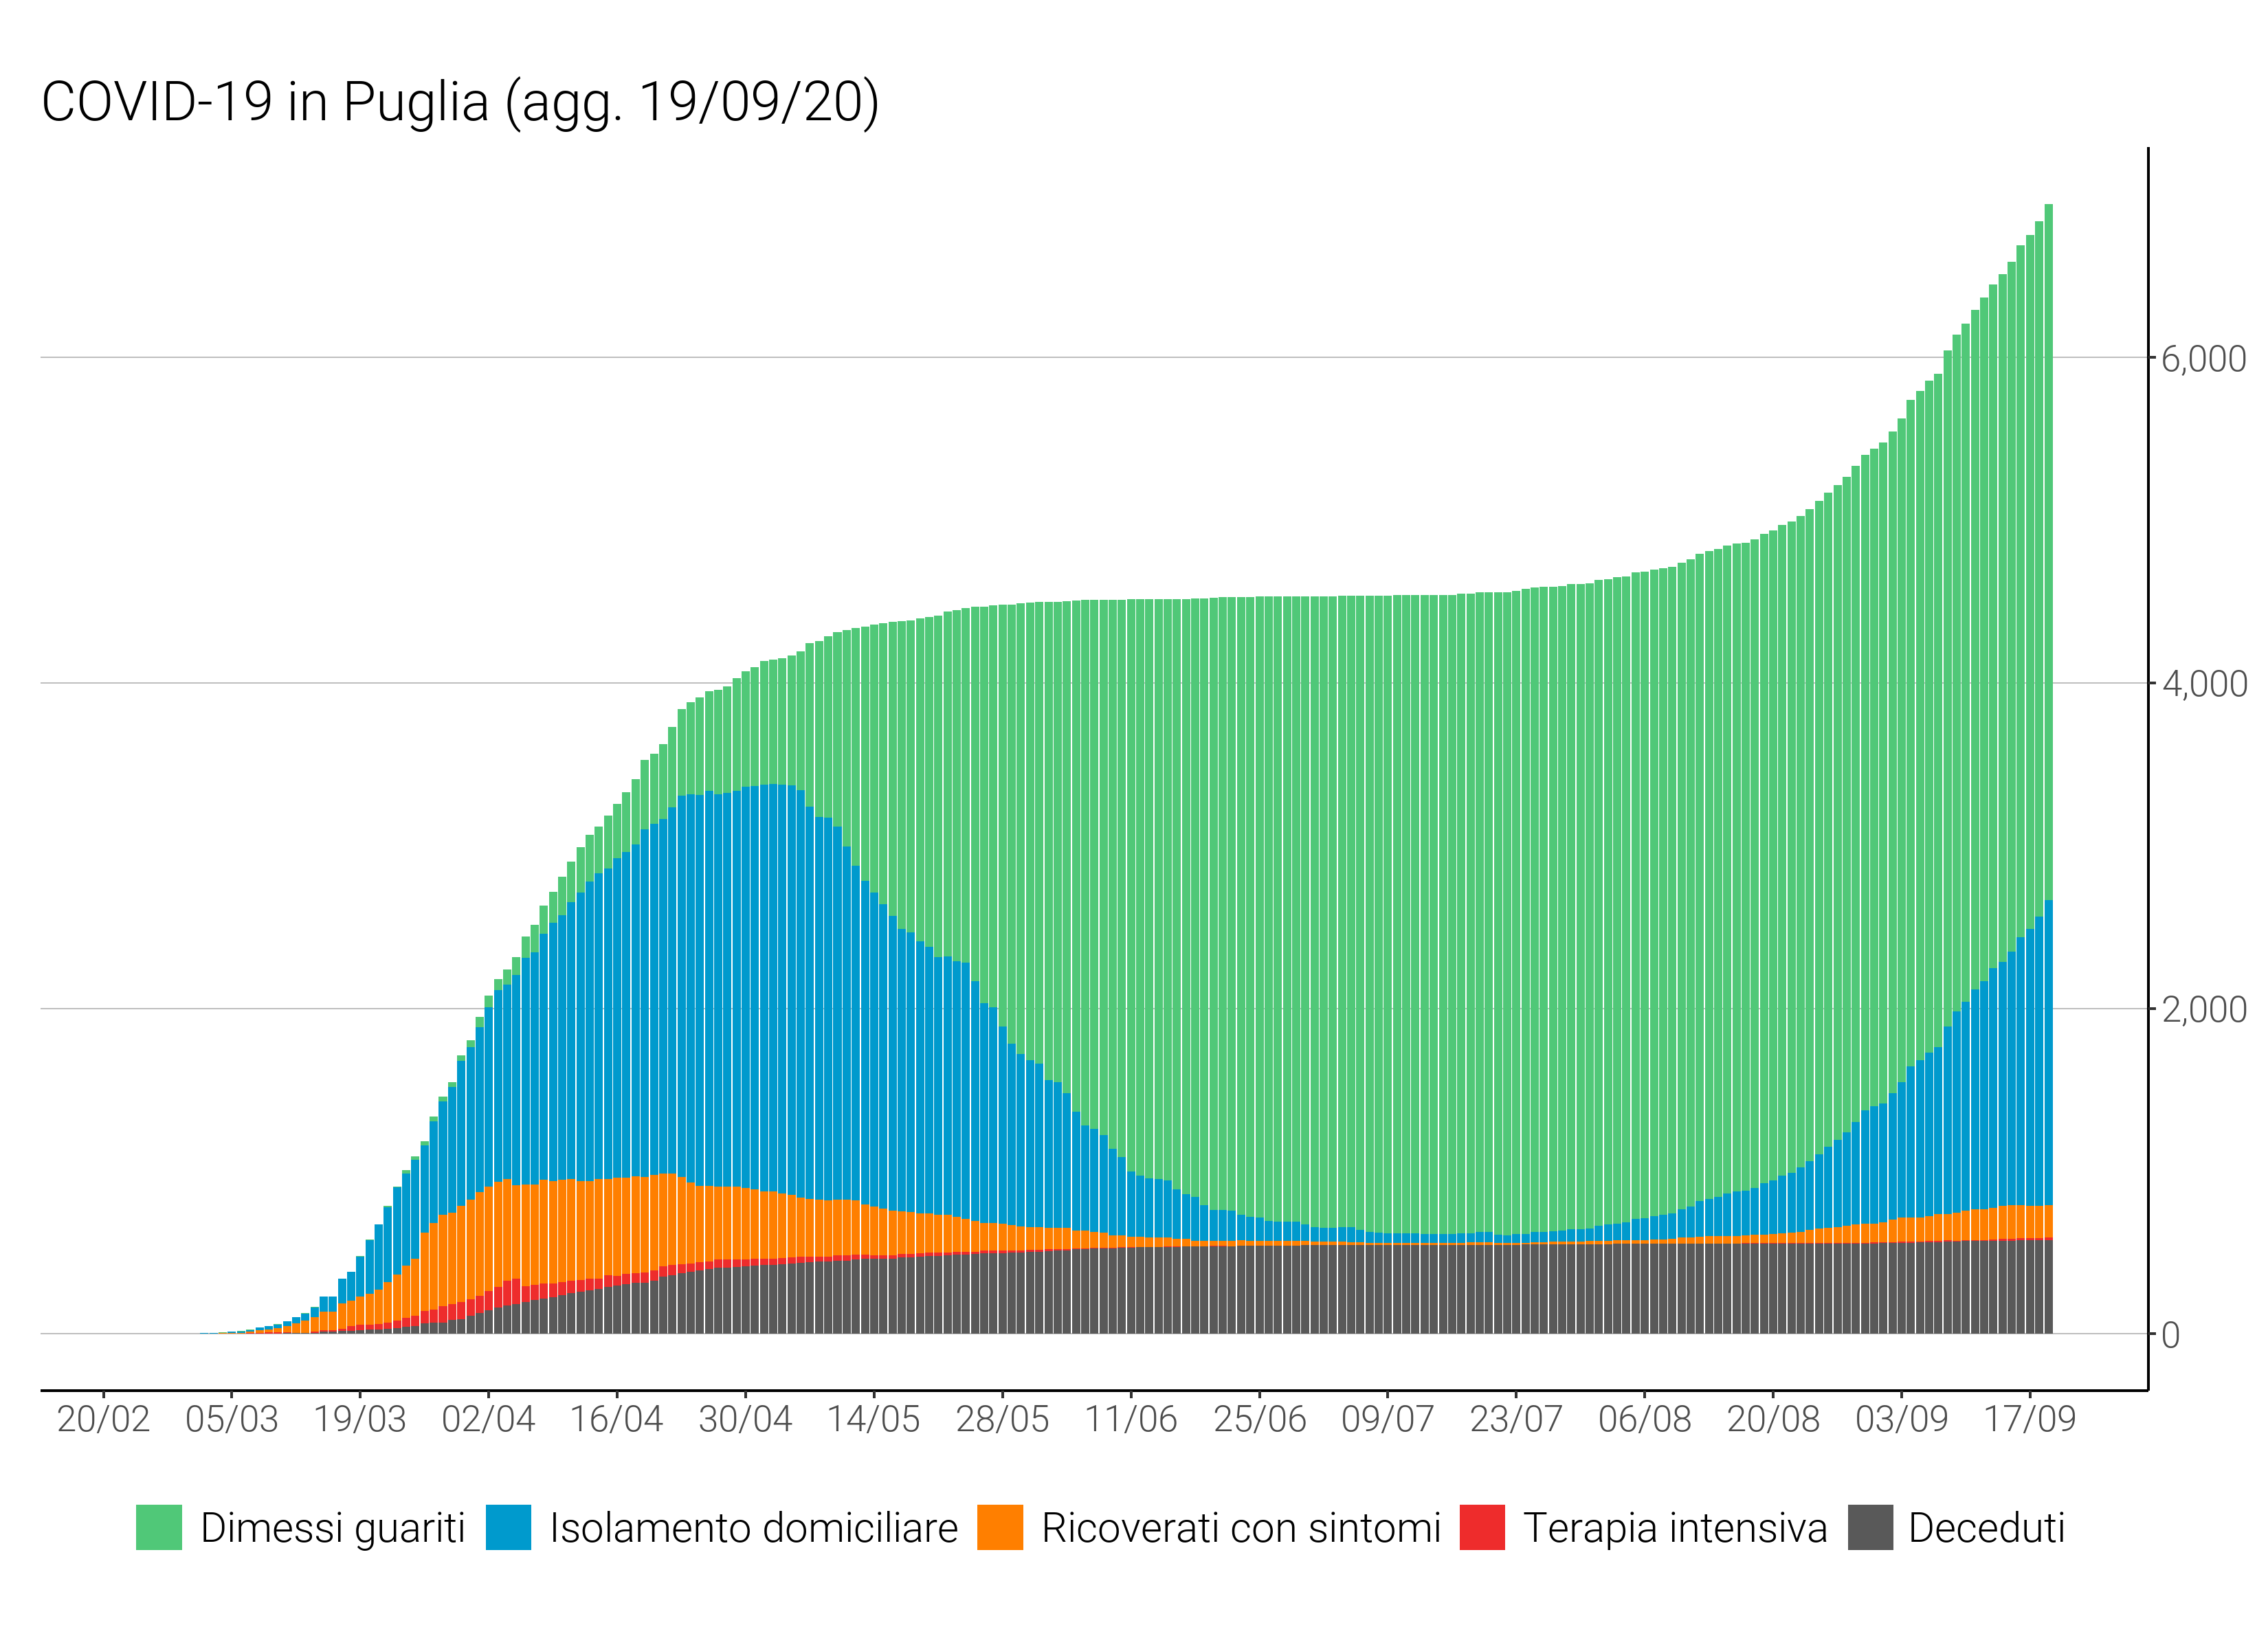 COVID-19 in Puglia (agg. 19/09/20)
6,000
4,000
2,000
0
20/02 05/03 19/03 02/04 16/04 30/04 14/05 28/05 11/06 25/06 09/07 23/07 06/08 20/08 03/09 17/09
Dimessi guariti Isolamento domiciliare Ricoverati con sintomi Terapia intensiva Deceduti